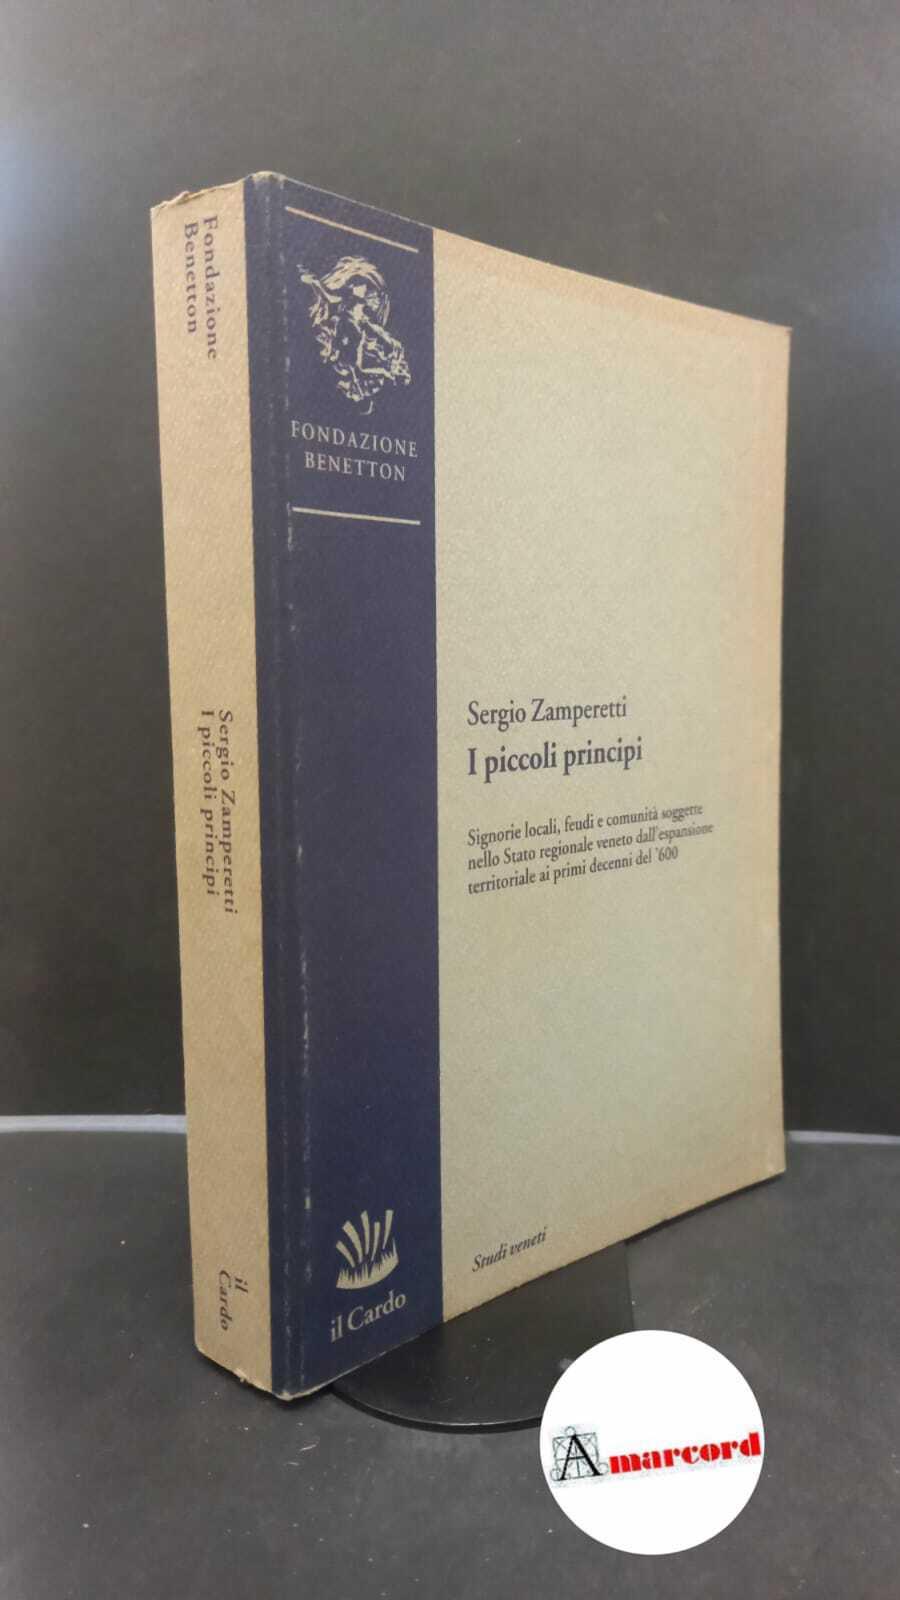 Fondazione
Benetton
Sergio Zamperetti
I piccoli principi
il
Cardo
FONDAZIONE
BENETTON
Sergio Zamperetti
I piccoli principi
Signorie locali, feudi e comunità soggette
nello Stato regionale veneto dall'espansione
territoriale ai primi decenni del '600
Studi veneti
il Cardo
Amarcord